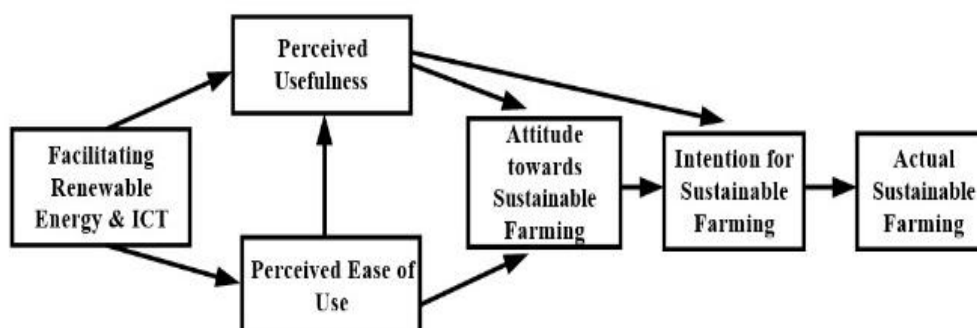 Perceived
Usefulness
Facilitating
Renewable
Energy & ICT
Perceived Ease of
Use
Attitude
towards
Sustainable
Farming
Intention for
Sustainable
Farming
Actual
Sustainable
Farming